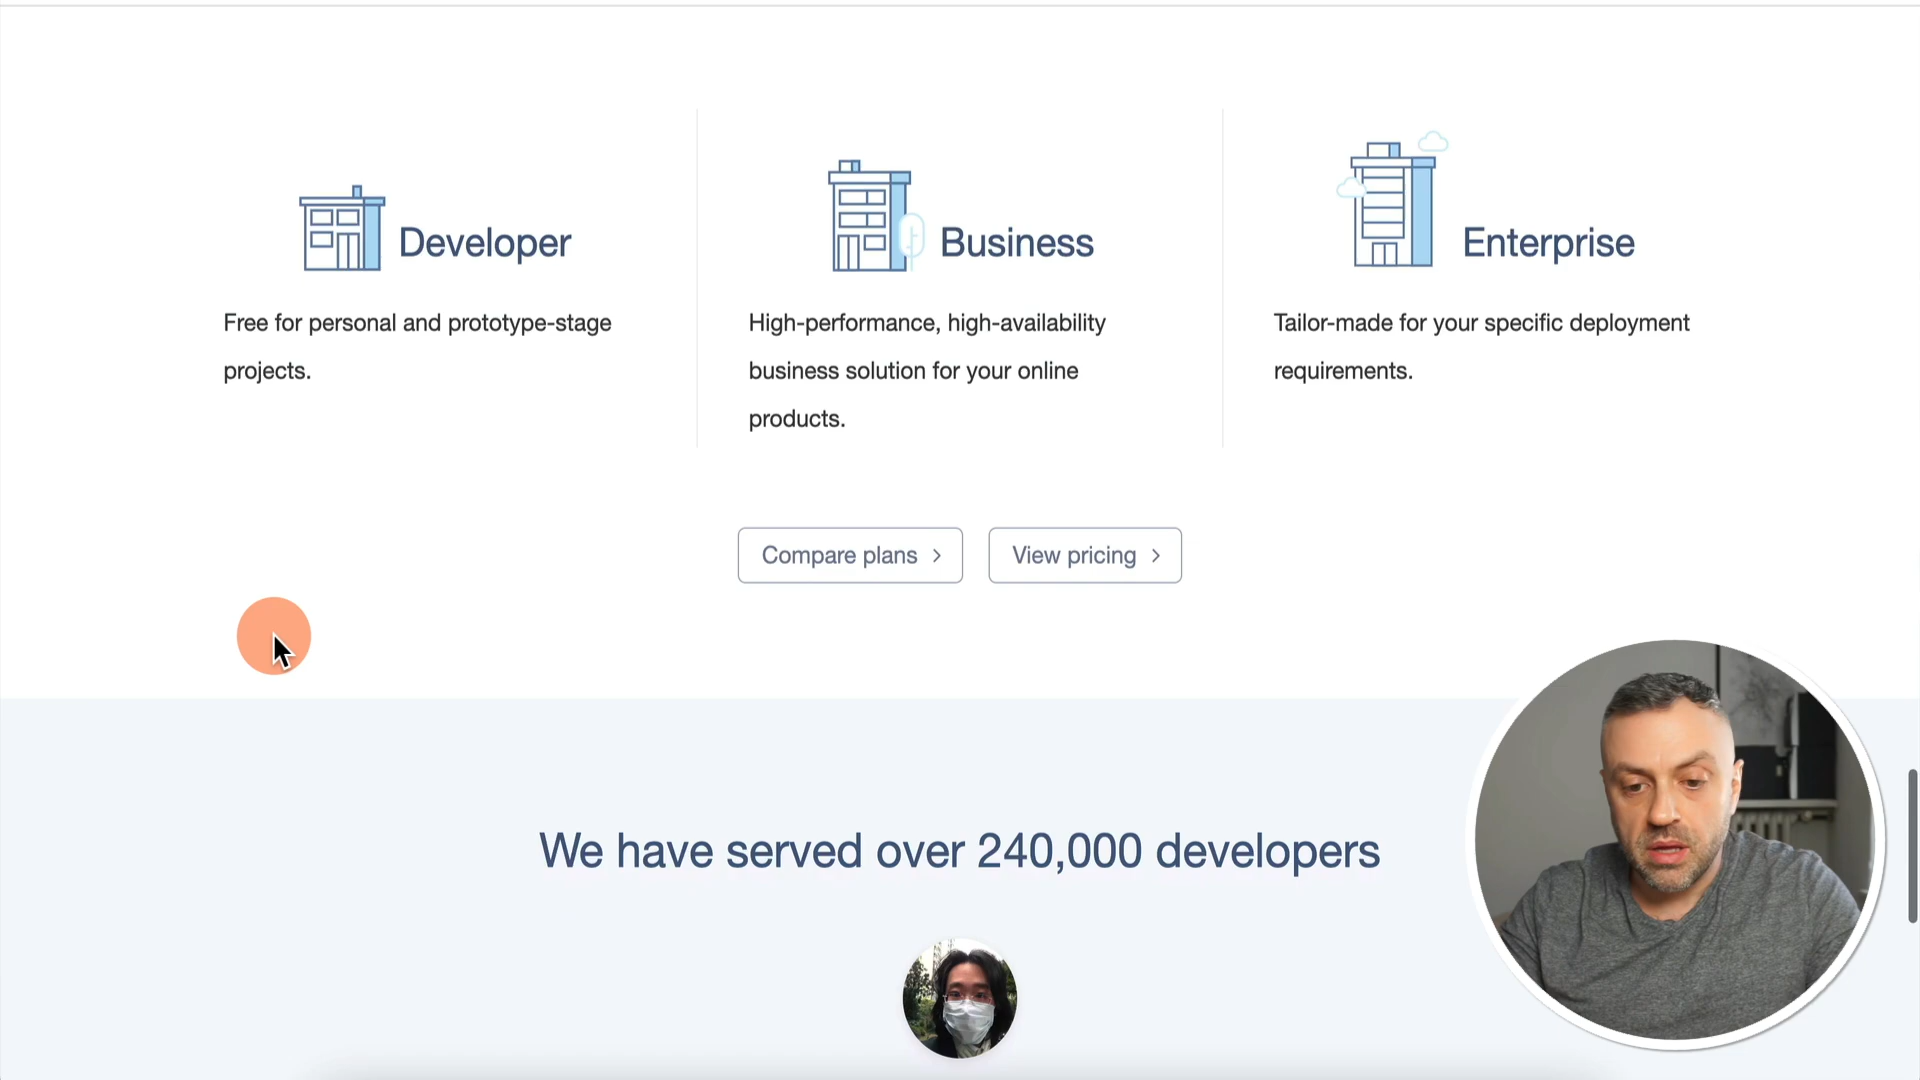 Developer
Free for personal and prototype-stage
projects.
Business
High-performance, high-availability
business solution for your online
products.
Enterprise
Tailor-made for your specific deployment
requirements.
Compare plans
View pricing
We have served over 240,000 developers